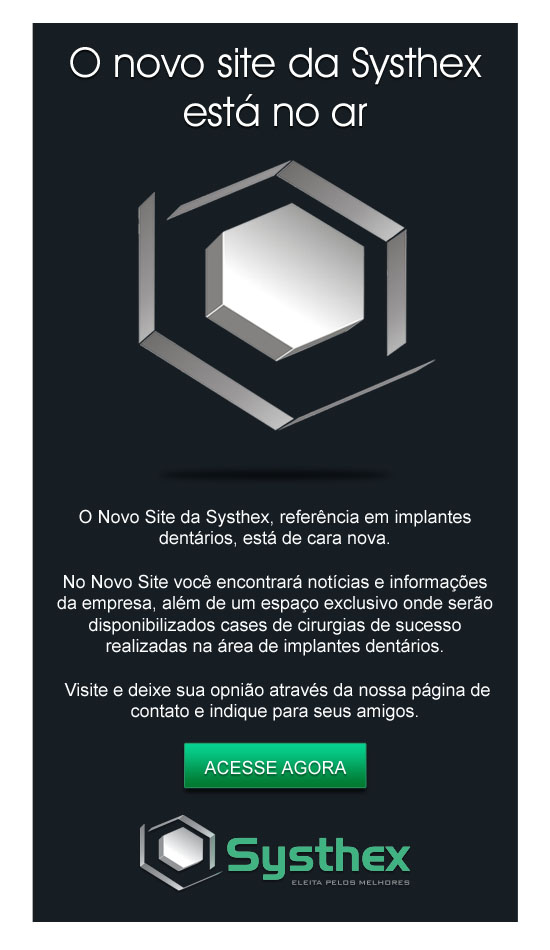 O novo site da Systhex
está no ar
O Novo Site da Systhex, referência em implantes
dentários, está de cara nova.
No Novo Site você encontrará notícias e informações
da empresa, além de um espaço exclusivo onde serão
disponibilizados cases de cirurgias de sucesso
realizadas na área de implantes dentários.
Visite e deixe sua opnião através da nossa página de
contato e indique para seus amigos.
ACESSE AGORA
Systhex
ELEITA PELOS MELHORES